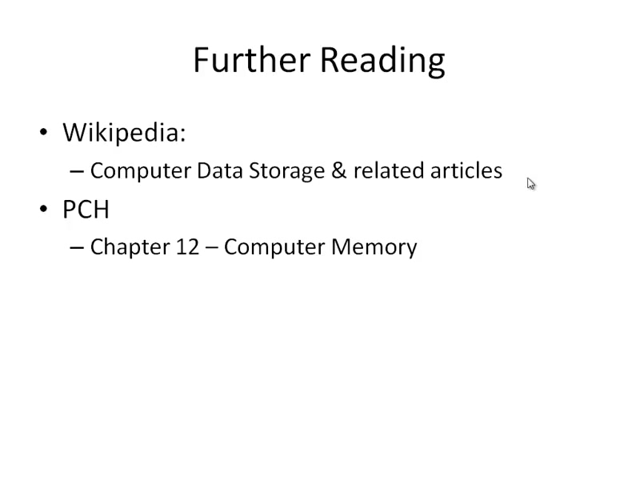 Further Reading
• Wikipedia:
– Computer Data Storage & related articles
• PCH
– Chapter 12 – Computer Memory